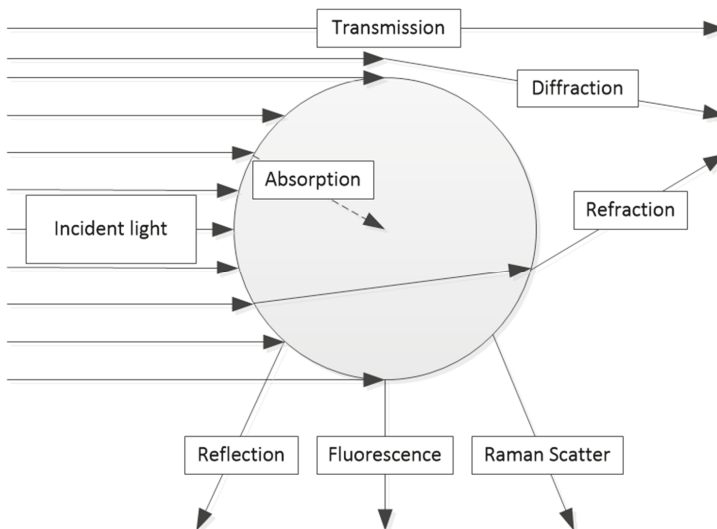 Transmission
Diffraction
Absorption
Refraction
Incident light
Reflection
Fluorescence
Raman Scatter